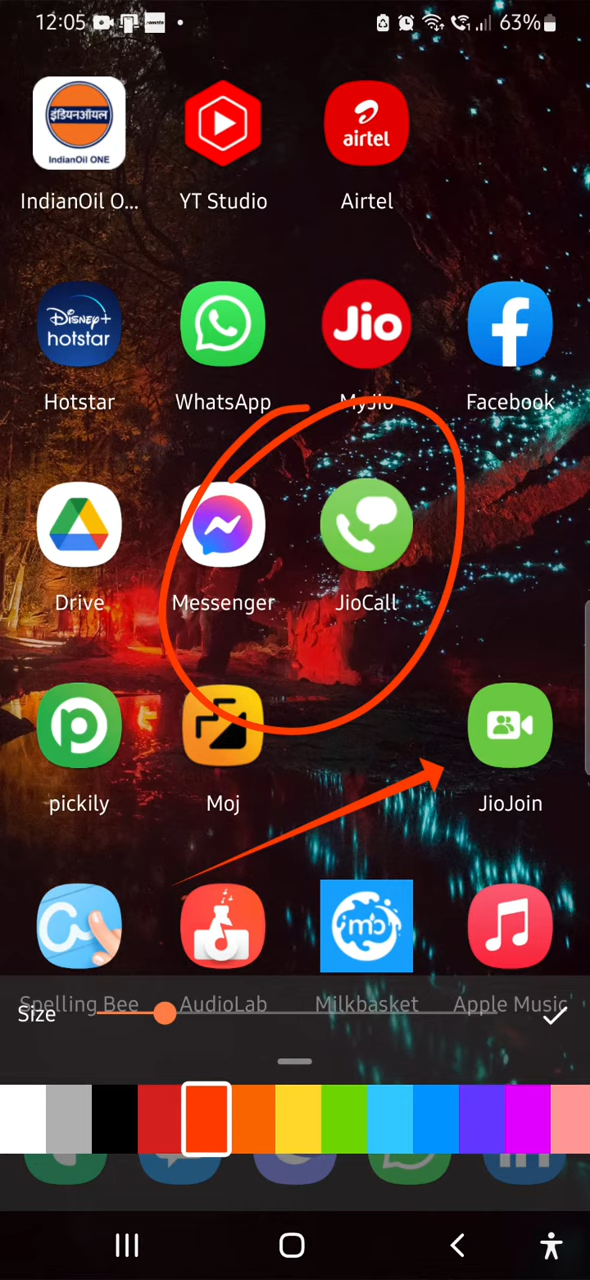 12:05
63%
इंडियनऑयल
IndianOil ONE
airtel
IndianOil O...
YT Studio
Airtel
Disney+
hotstar
Jio
Hotstar
WhatsApp
MyJio
Facebook
Drive
Messenger
JioCall
pickily
Moj
JioJoin
mb
Spelling Bee
AudioLab
Milkbasket
Apple Music
Size